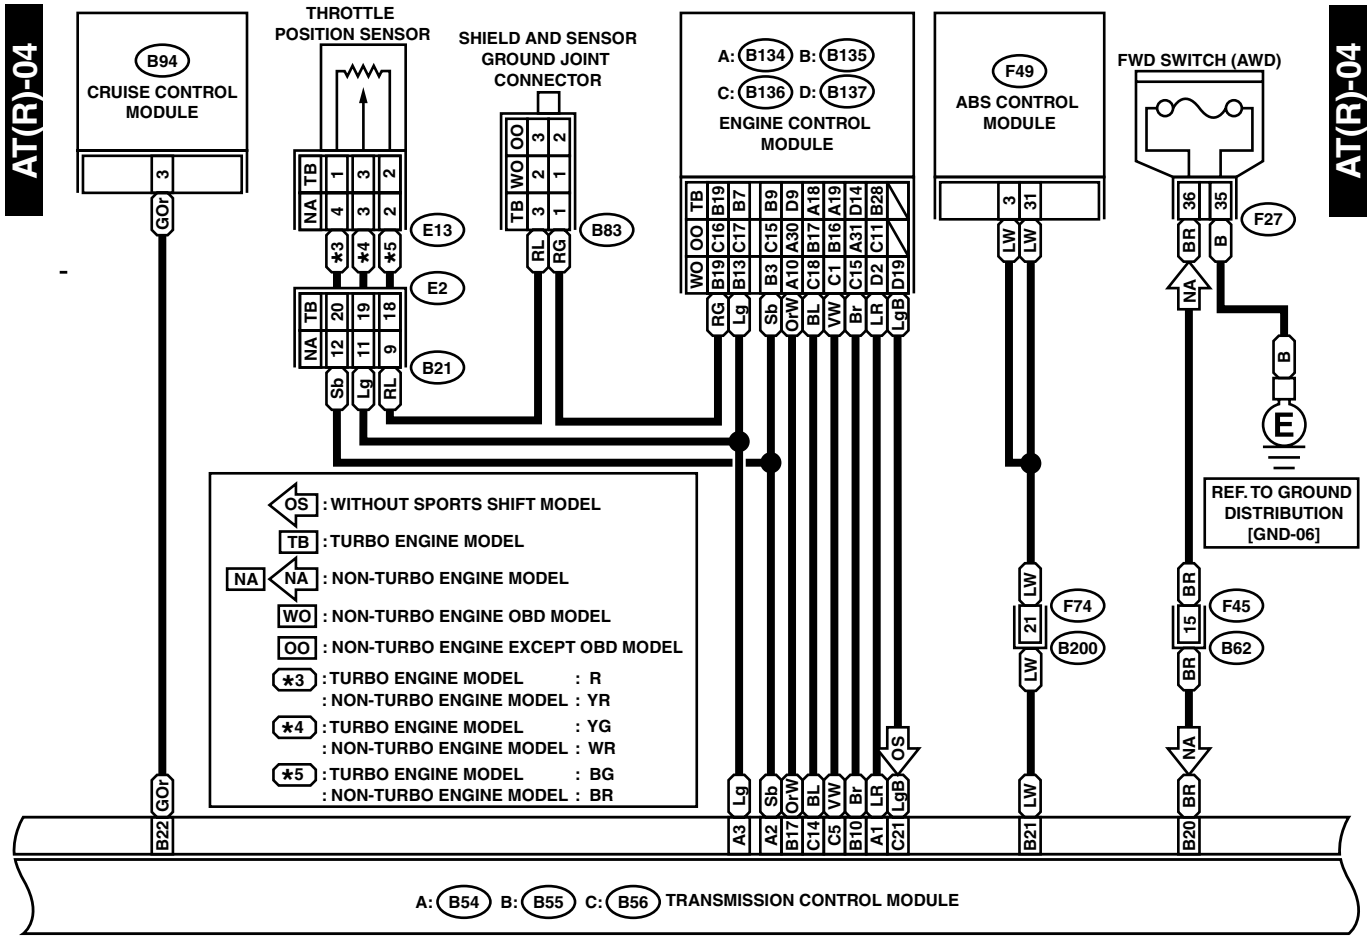 AT(R)-04
AT(R)-04
B94
CRUISE CONTROL
MODULE
3
GOr
THROTTLE
POSITION SENSOR
TB 1 3 2
NA 4 3 2
E13
*3 *4 *5
E2
TB 20 19 18
NA 12 11 9
B21
Sb Lg RL
SHIELD AND SENSOR
GROUND JOINT
CONNECTOR
OO 3 2
WO 2 1
TB 3 1
B83
RL RG
A: B134 B: B135
C: B136 D: B137
ENGINE CONTROL
MODULE
TB B19 B7 B9 D9 A18 A19 D14 B28
OO C16 C17 C15 A30 B17 B16 A31 C11
WO B19 B13 B3 A10 C18 C1 C15 D2 D19
RG Lg Sb OrW BL VW Br LR LgB
F49
ABS CONTROL
MODULE
3 31
LW LW
FWD SWITCH (AWD)
36 35
F27
BR B
NA
B
E
REF. TO GROUND
DISTRIBUTION
[GND-06]
-
OS : WITHOUT SPORTS SHIFT MODEL
TB : TURBO ENGINE MODEL
NA NA : NON-TURBO ENGINE MODEL
WO : NON-TURBO ENGINE OBD MODEL
OO : NON-TURBO ENGINE EXCEPT OBD MODEL
*3 : TURBO ENGINE MODEL : R
: NON-TURBO ENGINE MODEL : YR
*4 : TURBO ENGINE MODEL : YG
: NON-TURBO ENGINE MODEL : WR
*5 : TURBO ENGINE MODEL : BG
: NON-TURBO ENGINE MODEL : BR
LW
21
F74
B200
LW
BR
15
F45
B62
BR
OS
NA
GOr Lg Sb OrW BL VW Br LR LgB LW BR
B22 A3 A2 B17 C14 C5 B10 A1 C21 B21 B20
A: B54 B: B55 C: B56 TRANSMISSION CONTROL MODULE